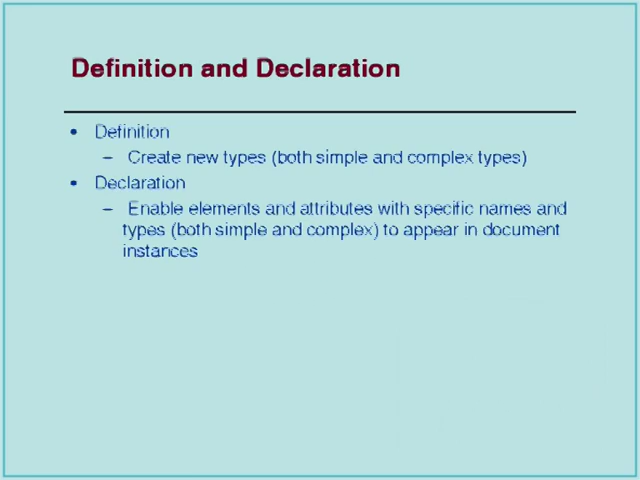 Definition and Declaration
• Definition
– Create new types (both simple and complex types)
• Declaration
– Enable elements and attributes with specific names and
types (both simple and complex) to appear in document
instances